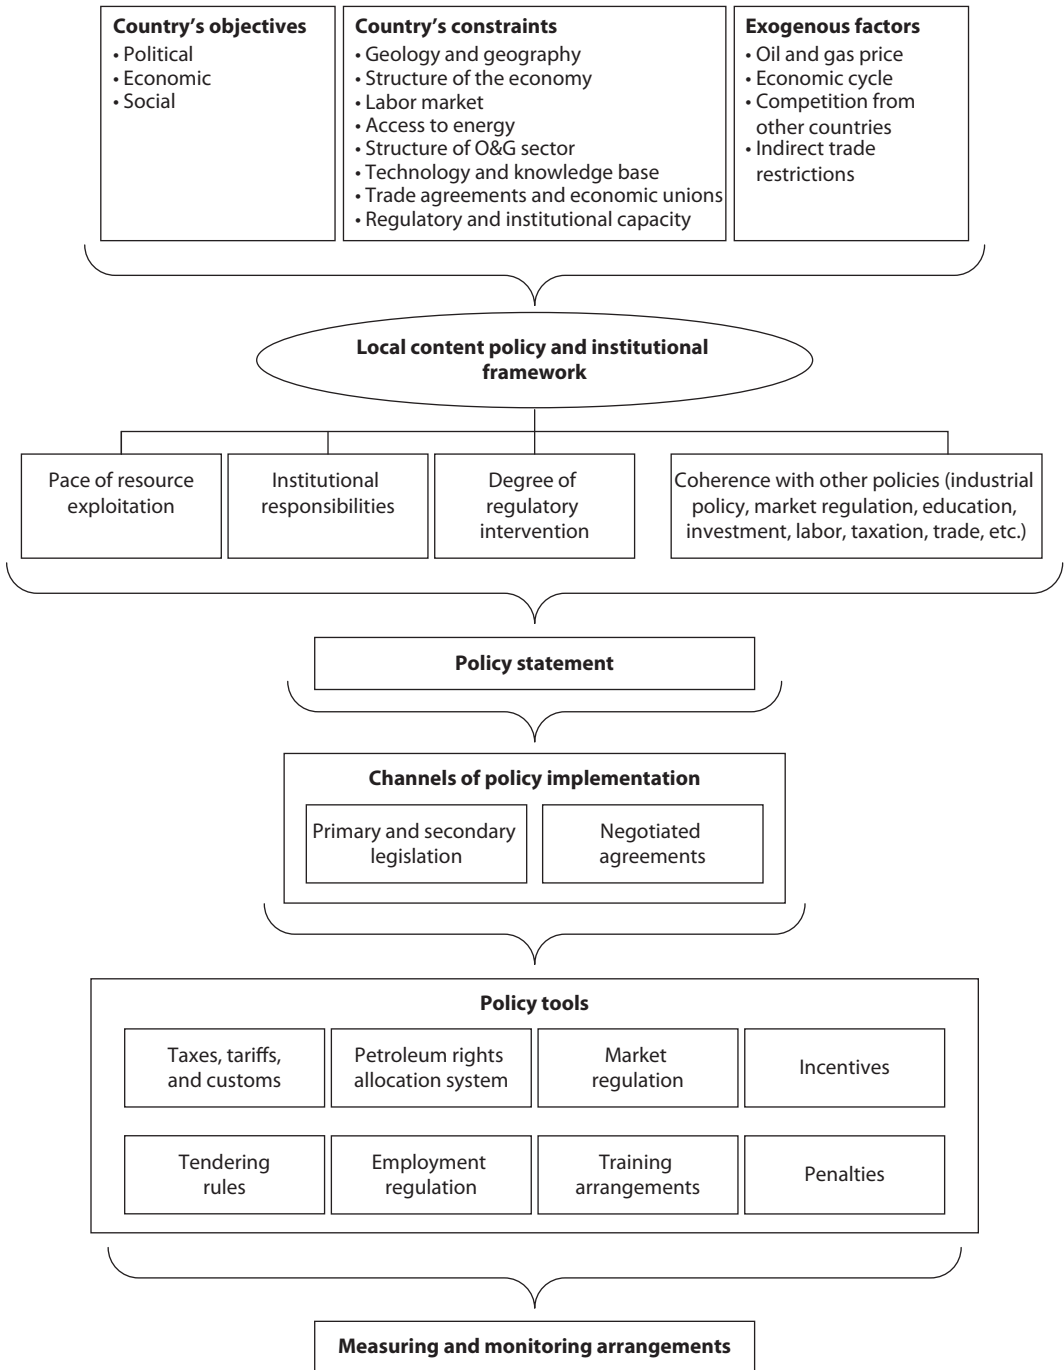 Country's objectives
• Political
• Economic
• Social
Country's constraints
• Geology and geography
• Structure of the economy
• Labor market
• Access to energy
• Structure of O&G sector
• Technology and knowledge base
• Trade agreements and economic unions
• Regulatory and institutional capacity
Exogenous factors
• Oil and gas price
• Economic cycle
• Competition from
other countries
• Indirect trade
restrictions
Local content policy and institutional
framework
Pace of resource
exploitation
Institutional
responsibilities
Degree of
regulatory
intervention
Coherence with other policies (industrial
policy, market regulation, education,
investment, labor, taxation, trade, etc.)
Policy statement
Channels of policy implementation
Primary and secondary
legislation
Negotiated
agreements
Policy tools
Taxes, tariffs,
and customs
Petroleum rights
allocation system
Market
regulation
Incentives
Tendering
rules
Employment
regulation
Training
arrangements
Penalties
Measuring and monitoring arrangements